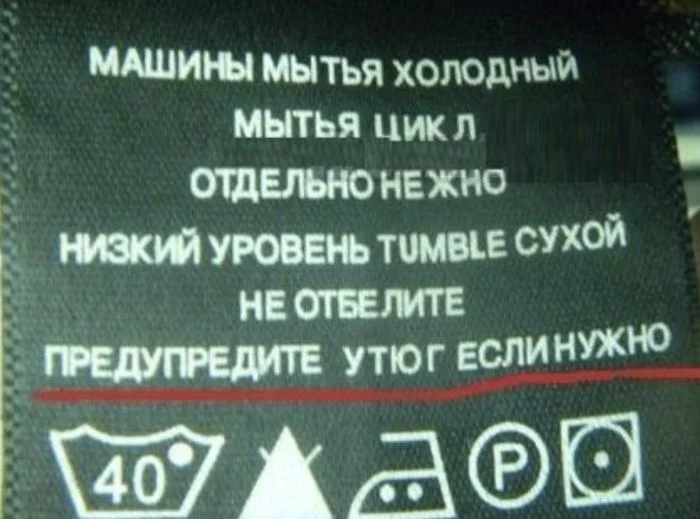 МАШИНЫ МЫТЬЯ ХОЛОДНЫЙ
МЫТЬЯ ЦИКЛ
ОТДЕЛЬНО НЕЖНО
НИЗКИЙ УРОВЕНЬ TUMBLE СУХОЙ
НЕ ОТБЕЛИТЕ
ПРЕДУПРЕДИТЕ УТЮГ ЕСЛИ НУЖНО
40 P